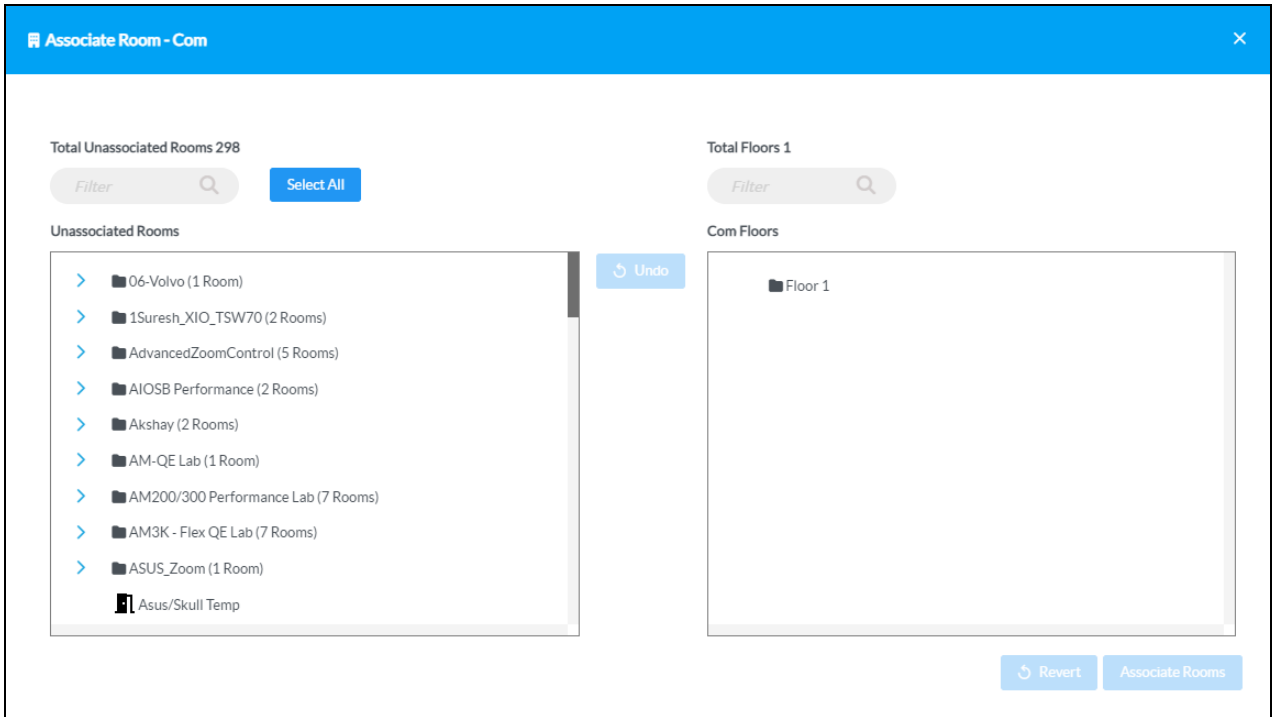 Associate Room - Com
Total Unassociated Rooms 298
Filter
Select All
Unassociated Rooms
06-Volvo (1 Room)
1Suresh_XIO_TSW70 (2 Rooms)
AdvancedZoomControl (5 Rooms)
AIOSB Performance (2 Rooms)
Akshay (2 Rooms)
AM-QE Lab (1 Room)
AM200/300 Performance Lab (7 Rooms)
AM3K - Flex QE Lab (7 Rooms)
ASUS_Zoom (1 Room)
Asus/Skull Temp
Undo
Total Floors 1
Filter
Com Floors
Floor 1
Revert
Associate Rooms